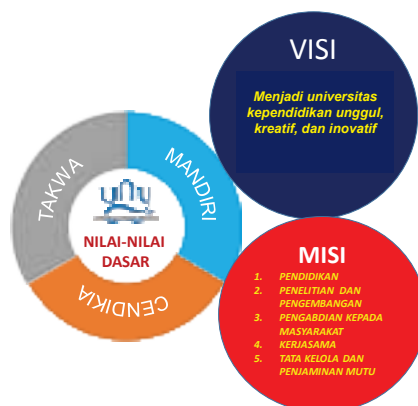 VISI
Menjadi universitas
kependidikan unggul,
kreatif, dan inovatif
TAKWA
MANDIRI
CENDIKIA
uny
NILAI-NILAI
DASAR
MISI
1. PENDIDIKAN
2. PENELITIAN DAN
PENGEMBANGAN
3. PENGABDIAN KEPADA
MASYARAKAT
4. KERJASAMA
5. TATA KELOLA DAN
PENJAMINAN MUTU